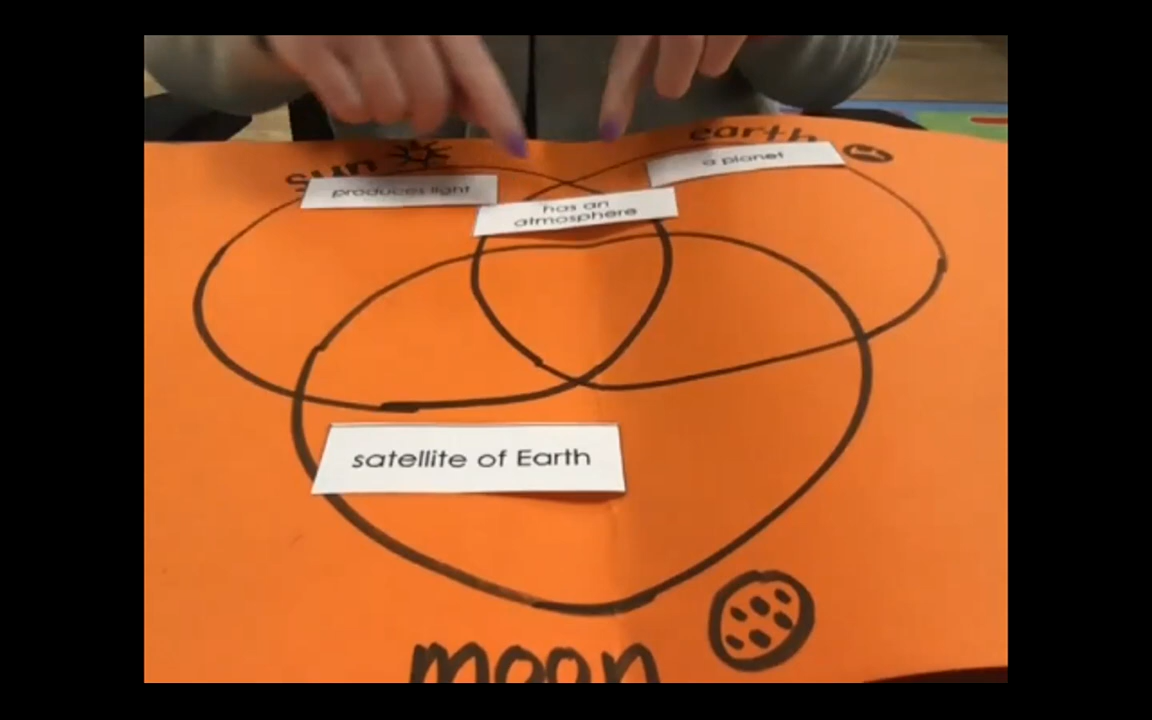 sun
earth
produces light
a planet
has an
atmosphere
satellite of Earth
moon